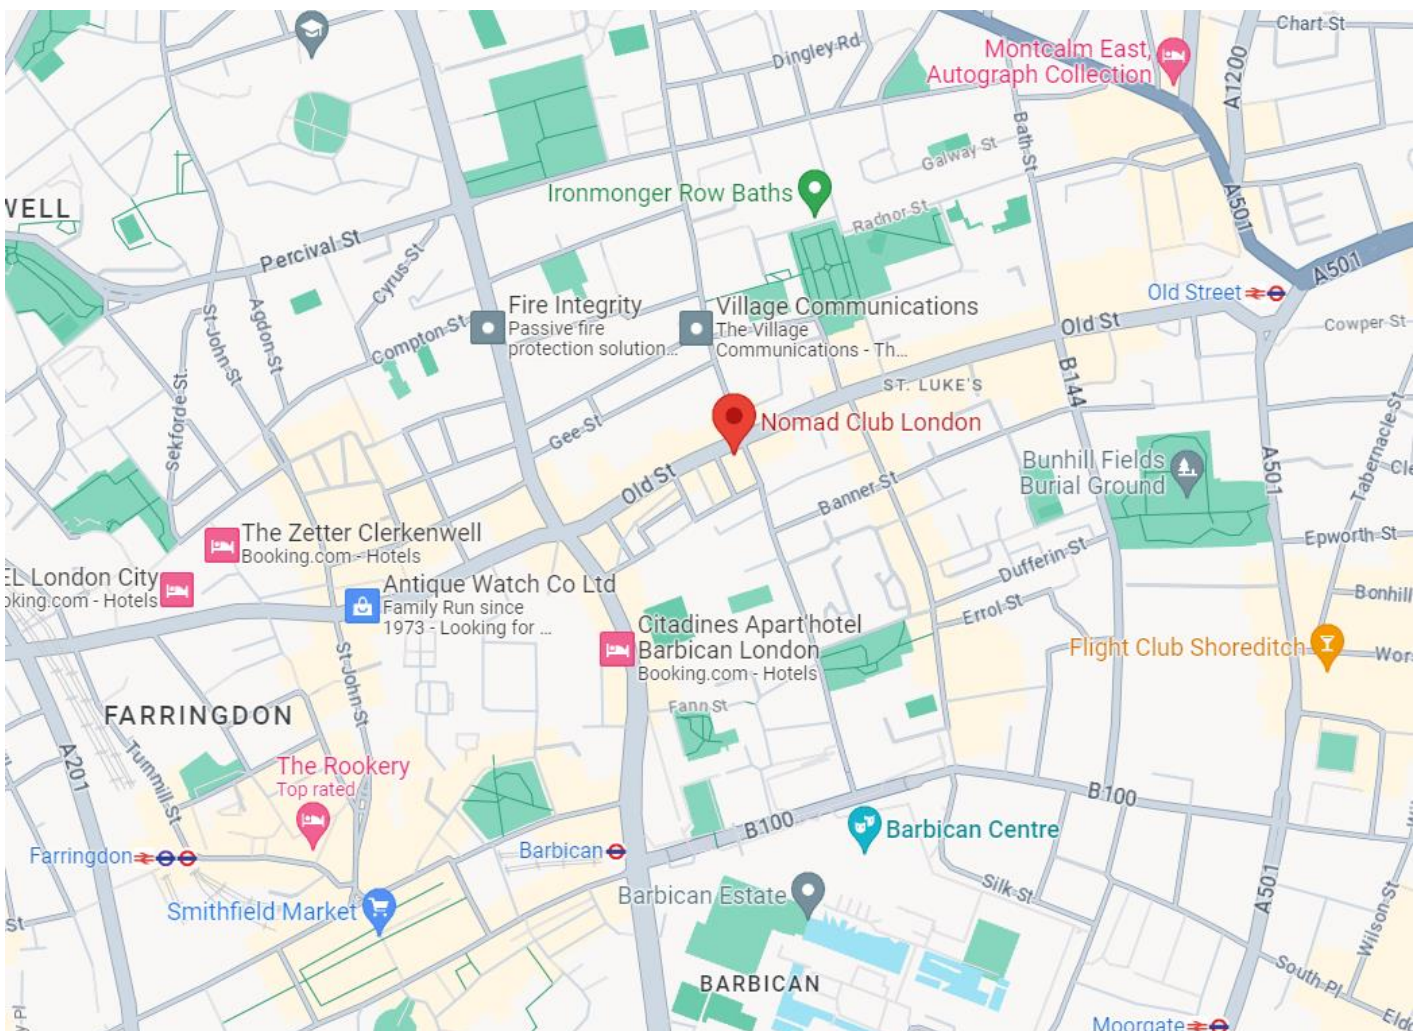 Chart St
Dingley Rd
Montcalm East,
Autograph Collection
A1200
Bath St
Galway St
Ironmonger Row Baths
A501
Radnor St
WELL
Percival St
Cyrus St
A501
Old Street
Fire Integrity
Passive fire
protection solution...
Village Communications
The Village
Communications - Th...
Old St
Cowper St
St John St
Agdon St
Compton St
ST. LUKE'S
B144
Sekforde St
Gee St
Nomad Club London
Tabernacle St
A501
Bunhill Fields
Burial Ground
Cle
Old St
Banner St
The Zetter Clerkenwell
Booking.com - Hotels
Epworth St
Dufferin St
EL London City
oking.com - Hotels
Antique Watch Co Ltd
Family Run since
1973 - Looking for ...
Bonhill
Errol St
Citadines Apart'hotel
Barbican London
Booking.com - Hotels
Flight Club Shoreditch
Wors
St John St
Fann St
FARRINGDON
A201
Turnmill St
The Rookery
Top rated
B100
B100
Barbican Centre
Farringdon
Barbican
Silk St
A501
Barbican Estate
Smithfield Market
St
Wilson St
BARBICAN
South Pl
y Pl
Eldo
Moorgate